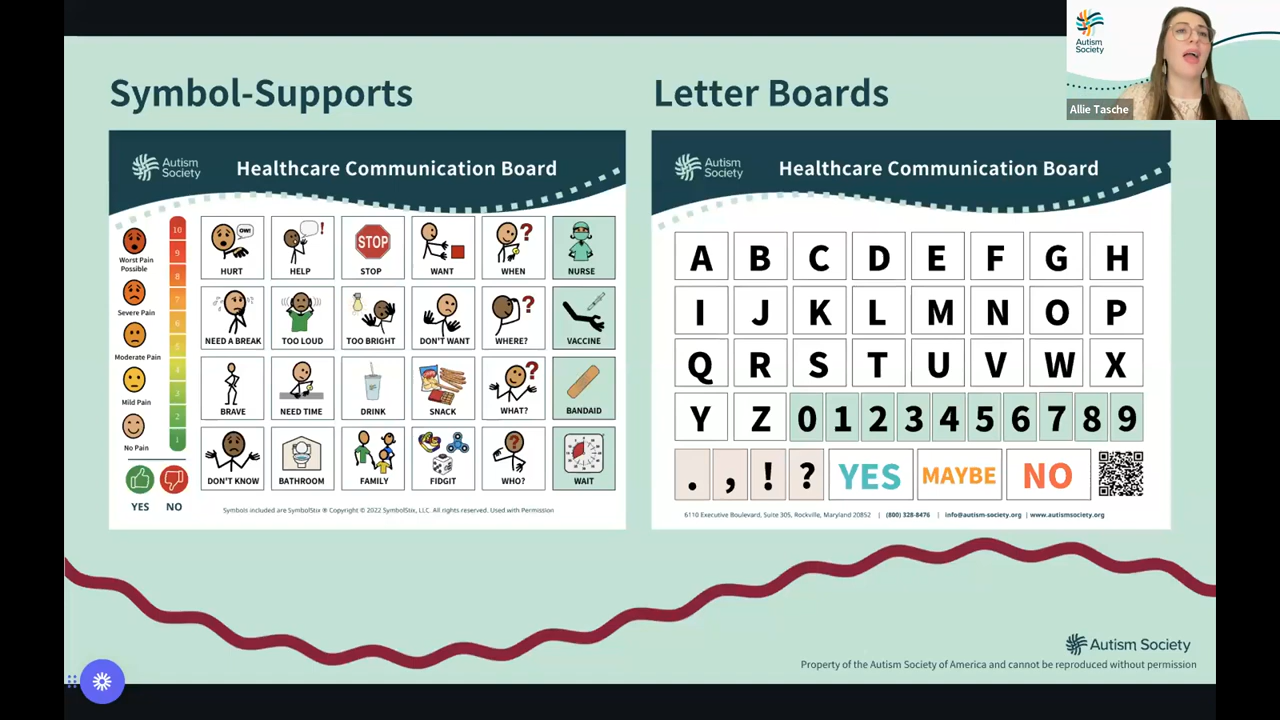 Symbol-Supports
Autism
Society
Healthcare Communication Board
10
9
8
7
6
5
4
3
2
1
Worst Pain
Possible
Severe Pain
Moderate Pain
Mild Pain
No Pain
YES NO
OW!
HURT HELP STOP WANT WHEN NURSE
STOP
NEED A BREAK TOO LOUD TOO BRIGHT DON'T WANT WHERE? VACCINE
BRAVE NEED TIME DRINK SNACK WHAT? BANDAID
DON'T KNOW BATHROOM FAMILY FIDGIT WHO? WAIT
Symbols included are SymbolStix ® Copyright © 2022 SymbolStix, LLC. All rights reserved. Used with Permission
Letter Boards
Autism
Society
Healthcare Communication Board
A B C D E F G H
I J K L M N O P
Q R S T U V W X
Y Z 0 1 2 3 4 5 6 7 8 9
. , ! ? YES MAYBE NO
6110 Executive Boulevard, Suite 305, Rockville, Maryland 20852 | (800) 328-8476 | info@autism-society.org | www.autismsociety.org
Autism
Society
Allie Tasche
Autism Society
Property of the Autism Society of America and cannot be reproduced without permission